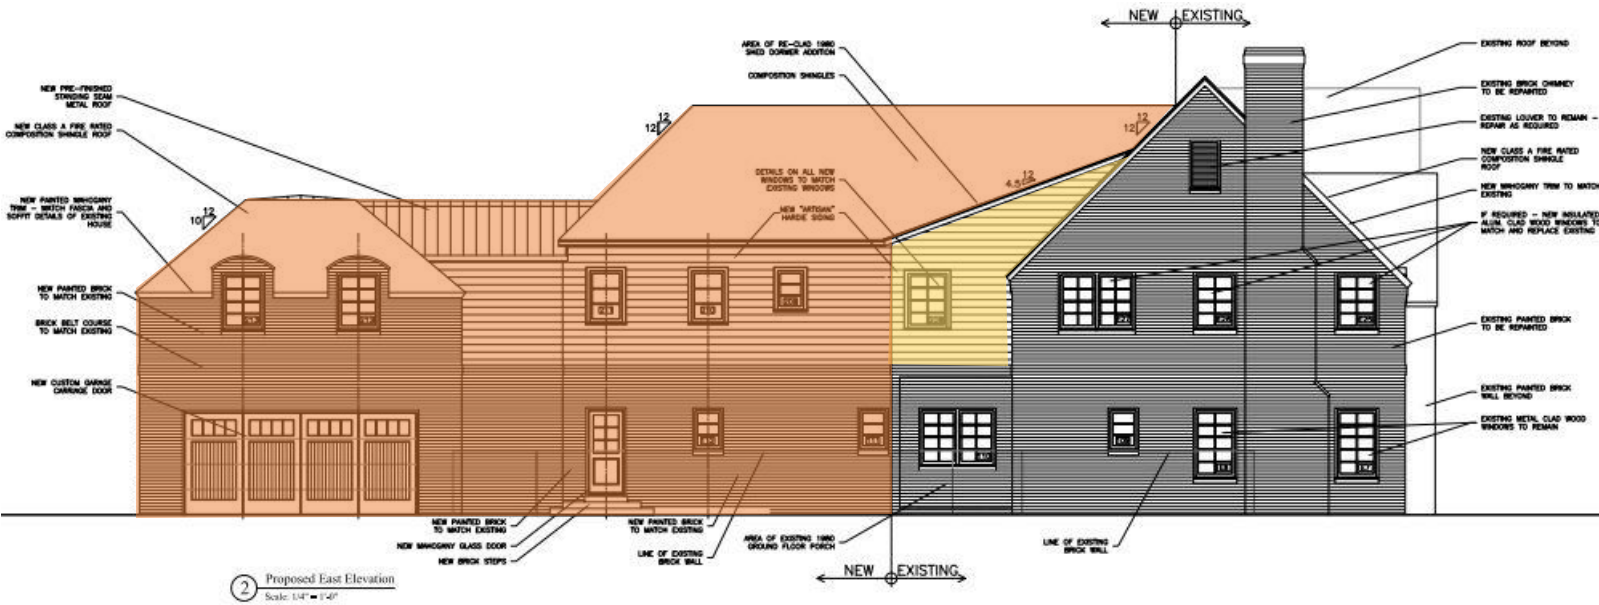 NEW EXISTING
AREA OF RE-CLAD 1980
SHED DORMER ADDITION
COMPOSITION SHINGLES
EXISTING ROOF BEYOND
EXISTING BRICK CHIMNEY
TO BE REPAINTED
EXISTING LOUVER TO REMAIN -
REPAIR AS REQUIRED
NEW CLASS A FIRE RATED
COMPOSITION SHINGLE
ROOF
NEW MAHOGANY TRIM TO MATCH
EXISTING
IF REQUIRED - NEW INSULATED
ALUM. CLAD WOOD WINDOWS TO
MATCH AND REPLACE EXISTING
EXISTING PAINTED BRICK
TO BE REPAINTED
EXISTING PAINTED BRICK
WALL BEYOND
EXISTING METAL CLAD WOOD
WINDOWS TO REMAIN
NEW PRE-FINISHED
STANDING SEAM
METAL ROOF
NEW CLASS A FIRE RATED
COMPOSITION SHINGLE ROOF
NEW PAINTED MAHOGANY
TRIM - MATCH FASCIA AND
SOFFIT DETAILS OF EXISTING
HOUSE
NEW PAINTED BRICK
TO MATCH EXISTING
BRICK BELT COURSE
TO MATCH EXISTING
NEW CUSTOM GARAGE
CARRIAGE DOOR
12
10
12
12
12
12
12
4.5
DETAILS ON ALL NEW
WINDOWS TO MATCH
EXISTING WINDOWS
NEW "ARTISAN"
HARDIE SIDING
NEW PAINTED BRICK
TO MATCH EXISTING
NEW MAHOGANY GLASS DOOR
NEW BRICK STEPS
NEW PAINTED BRICK
TO MATCH EXISTING
LINE OF EXISTING
BRICK WALL
AREA OF EXISTING 1980
GROUND FLOOR PORCH
LINE OF EXISTING
BRICK WALL
NEW EXISTING
2 Proposed East Elevation
Scale: 1/4" = 1'-0"